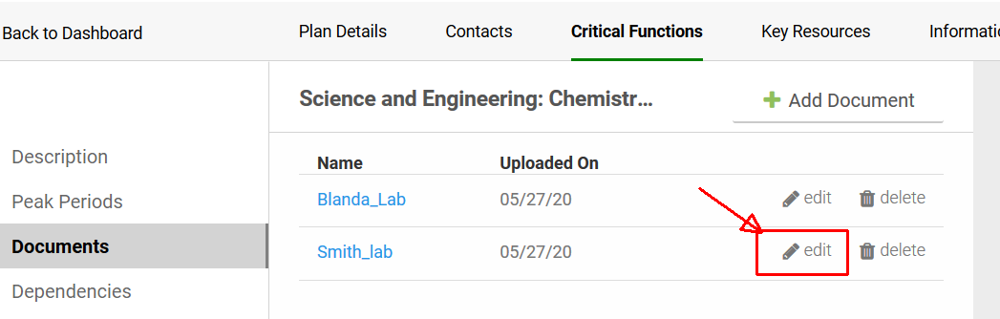 Back to Dashboard
Plan Details
Contacts
Critical Functions
Key Resources
Informati
Science and Engineering: Chemistr...
Add Document
Description
Peak Periods
Documents
Dependencies
Name Uploaded On
Blanda_Lab 05/27/20 edit delete
Smith_lab 05/27/20 edit delete